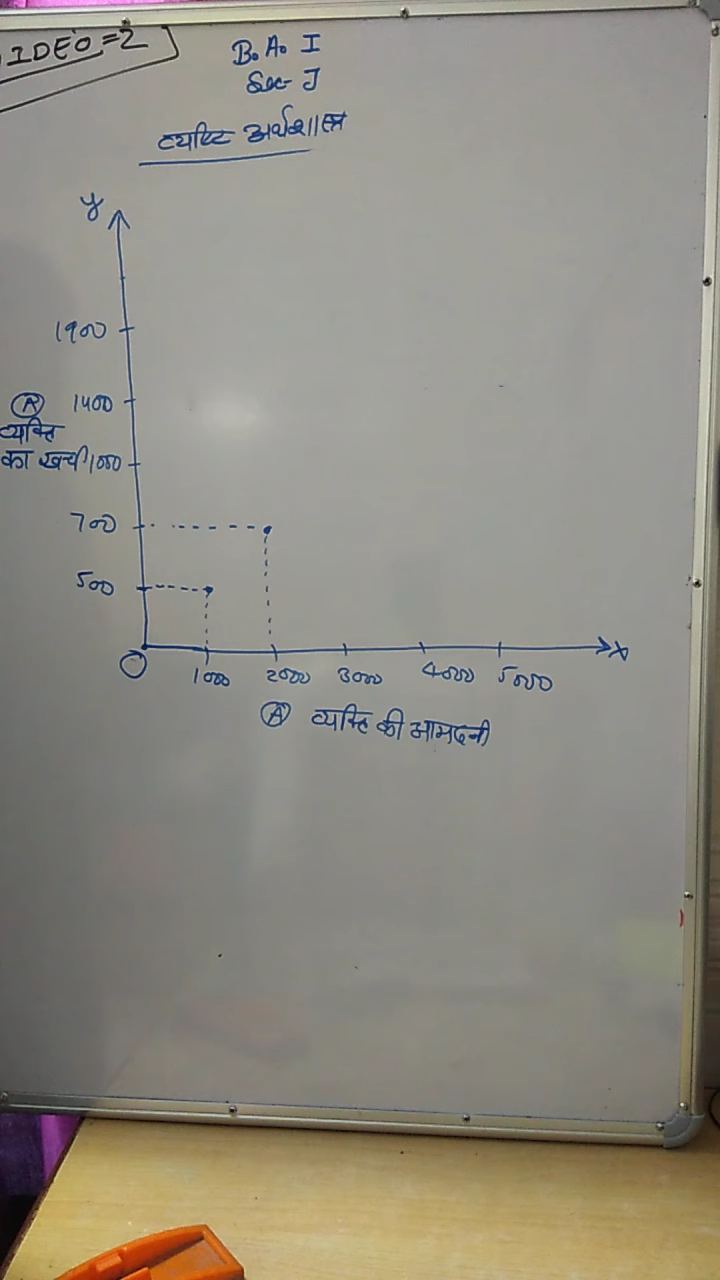 VIDEO=2
B.A. I
Sec- J
व्यष्टि अर्थशास्त्र
y
1900
1400
A
व्यक्ति
का खर्चा
1000
700
500
O
1000 2000 3000 4000 5000
X
A व्यक्ति की आमदनी